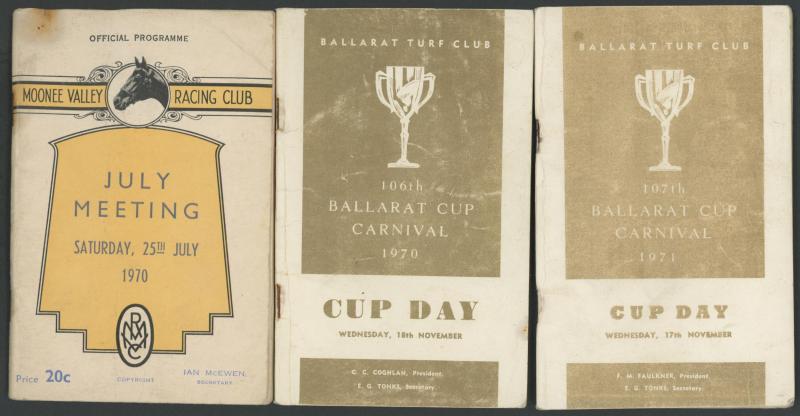 OFFICIAL PROGRAMME
MOONEE VALLEY RACING CLUB
JULY
MEETING
SATURDAY, 25TH JULY
1970
MVRC
Price 20c
COPYRIGHT
IAN McEWEN,
SECRETARY
BALLARAT TURF CLUB
106th
BALLARAT CUP
CARNIVAL
1970
CUP DAY
WEDNESDAY, 18th NOVEMBER
C. C. COGHLAN, President.
E. G. TONKS, Secretary.
BALLARAT TURF CLUB
107th
BALLARAT CUP
CARNIVAL
1971
CUP DAY
WEDNESDAY, 17th NOVEMBER
F. M. FAULKNER, President.
E. G. TONKS, Secretary.